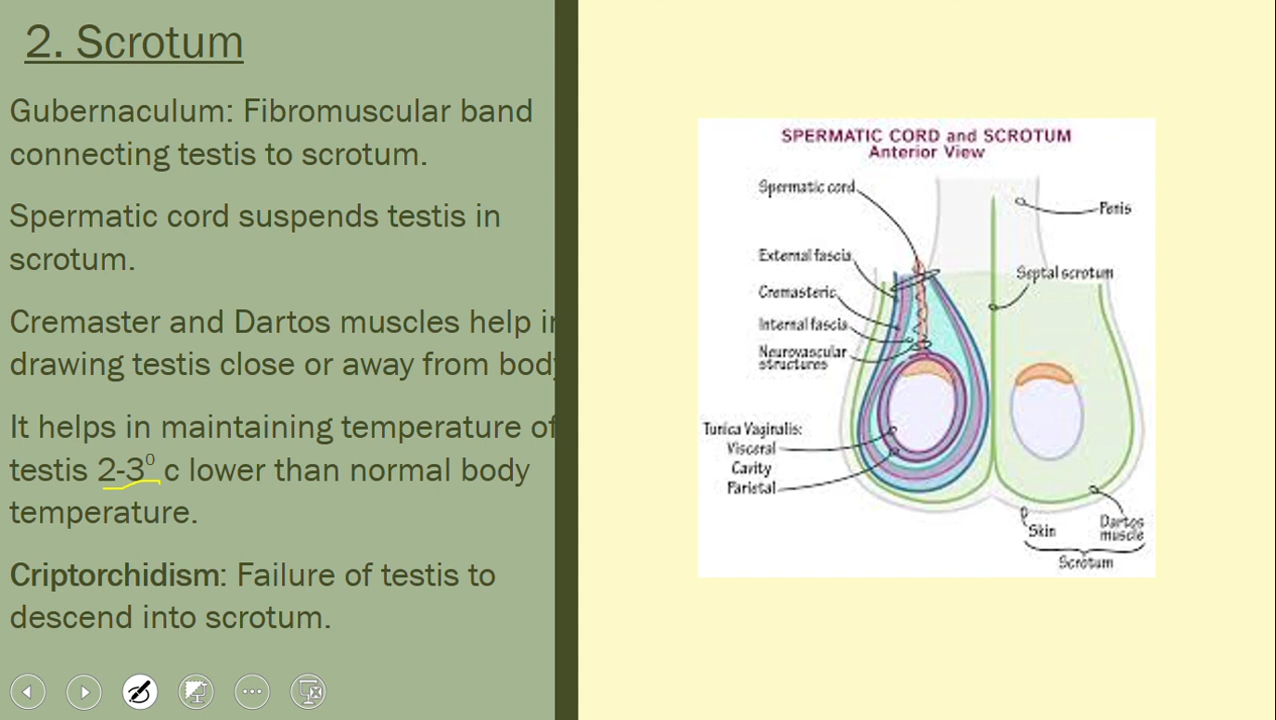 2. Scrotum
Gubernaculum: Fibromuscular band
connecting testis to scrotum.
Spermatic cord suspends testis in
scrotum.
Cremaster and Dartos muscles help in
drawing testis close or away from body
It helps in maintaining temperature of
testis 2-3⁰ c lower than normal body
temperature.
Criptorchidism: Failure of testis to
descend into scrotum.
SPERMATIC CORD and SCROTUM
Anterior View
Spermatic cord
Penis
External fascia
Septal scrotum
Cremasteric
Internal fascia
Neurovascular
structures
Tunica Vaginalis:
Visceral
Cavity
Parietal
Skin
Dartos
muscle
Scrotum